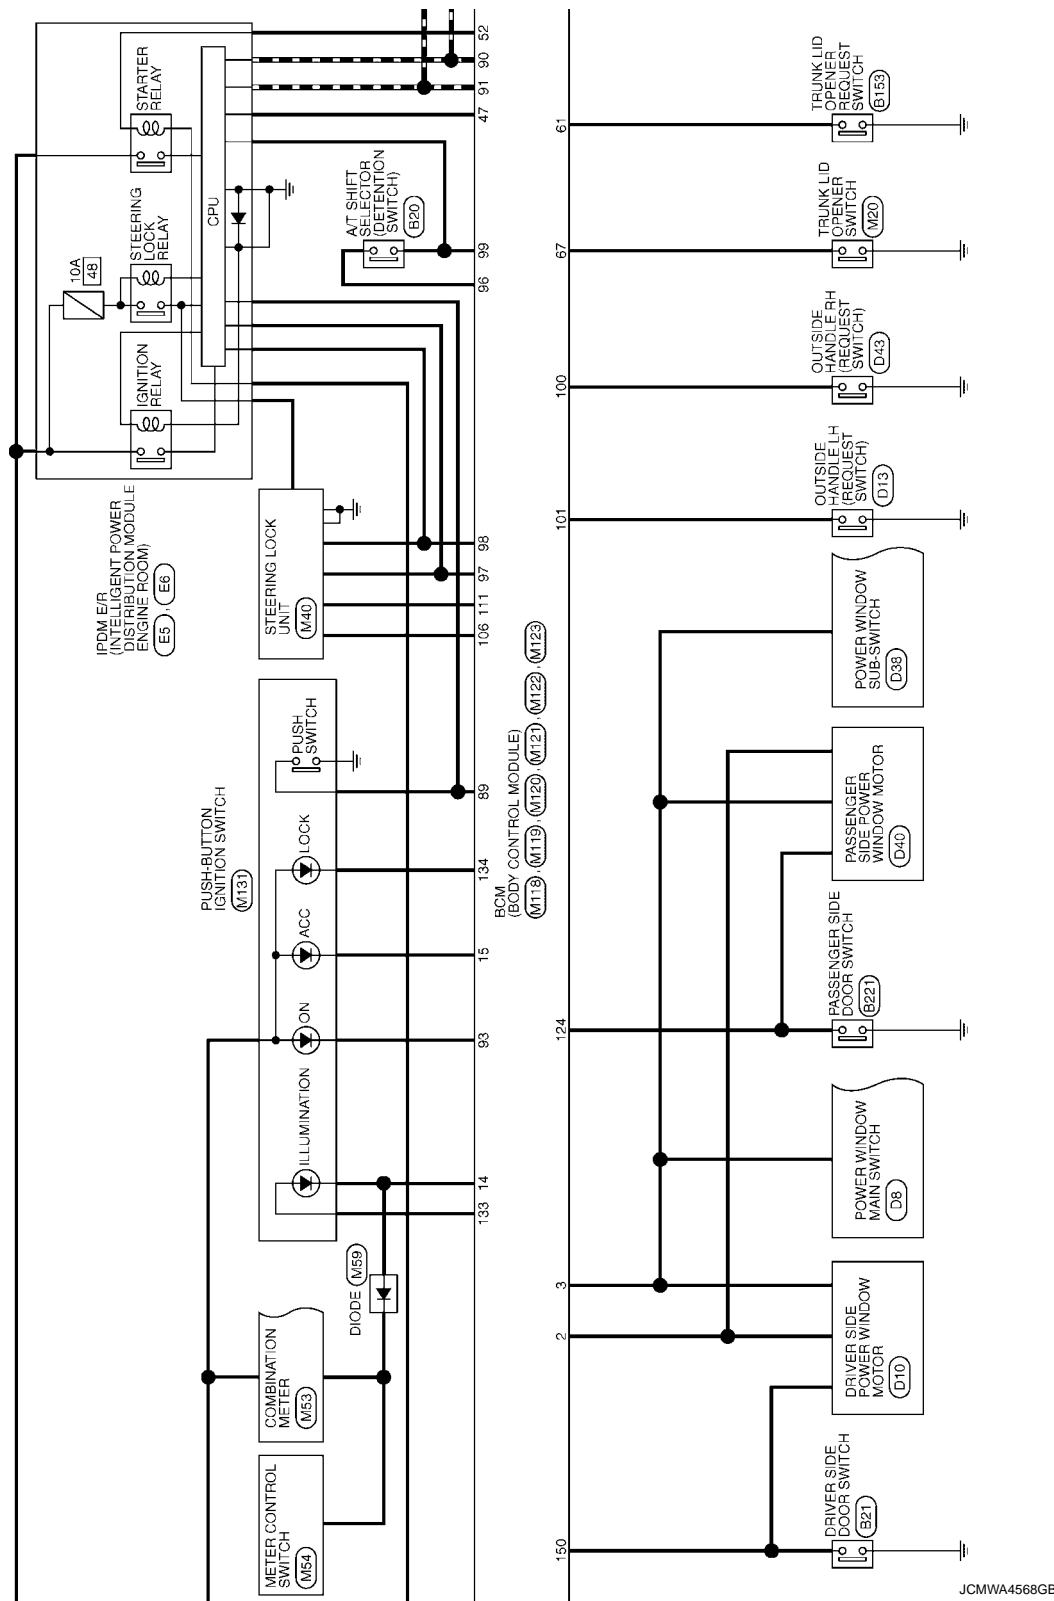 STARTER
RELAY
STEERING
LOCK
RELAY
10A
48
IGNITION
RELAY
CPU
IPDM E/R
(INTELLIGENT POWER
DISTRIBUTION MODULE
ENGINE ROOM)
E5 , E6
A/T SHIFT
SELECTOR
(DETENTION
SWITCH)
B20
STEERING LOCK
UNIT
M40
PUSH
SWITCH
PUSH-BUTTON
IGNITION SWITCH
M131
LOCK
ACC
ON
ILLUMINATION
DIODE M59
COMBINATION
METER
M53
METER CONTROL
SWITCH
M54
52
90
91
47
99
96
98
97
111
106
89
134
15
93
14
133
BCM
(BODY CONTROL MODULE)
M118 , M119 , M120 , M121 , M122 , M123
61
67
100
101
124
3
2
150
TRUNK LID
OPENER
REQUEST
SWITCH
B153
TRUNK LID
OPENER
SWITCH
M20
OUTSIDE
HANDLE RH
(REQUEST
SWITCH)
D43
OUTSIDE
HANDLE LH
(REQUEST
SWITCH)
D13
POWER WINDOW
SUB-SWITCH
D38
PASSENGER
SIDE POWER
WINDOW MOTOR
D40
PASSENGER SIDE
DOOR SWITCH
B221
POWER WINDOW
MAIN SWITCH
D8
DRIVER SIDE
POWER WINDOW
MOTOR
D10
DRIVER SIDE
DOOR SWITCH
B21
JCMWA4568GB